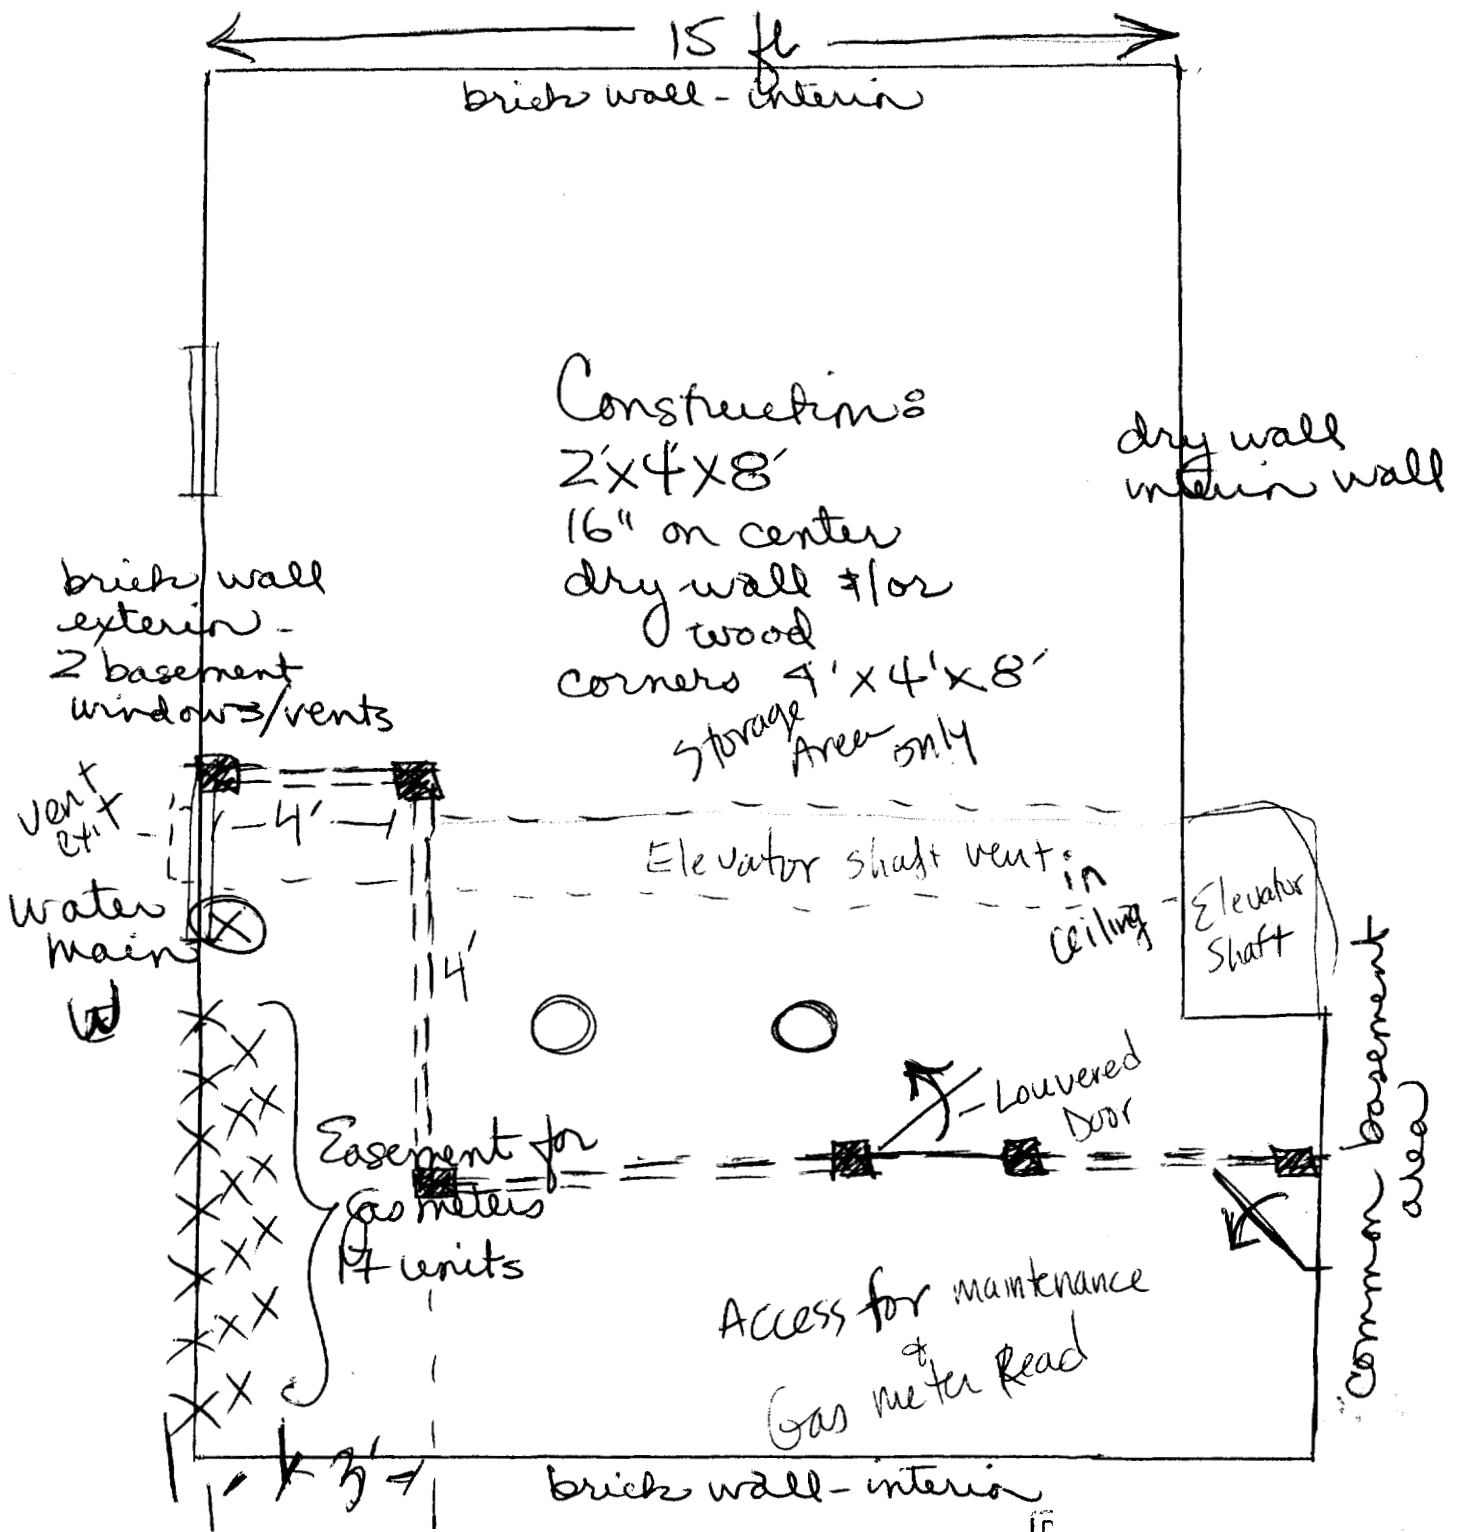 15 ft
brick wall - interior
Construction:
2'x4'x8'
16" on center
dry wall &/or
wood
corners 4'x4'x8'
Storage
Area only
dry wall
interior wall
brick wall
exterior -
2 basement
windows/vents
vent
exit
4'
Elevator shaft vent in
ceiling
Elevator
Shaft
water
main
4'
Louvered
Door
Easement for
Gas meters
17 units
Common basement
area
Access for maintenance
&
Gas meter Read
3'
brick wall - interior